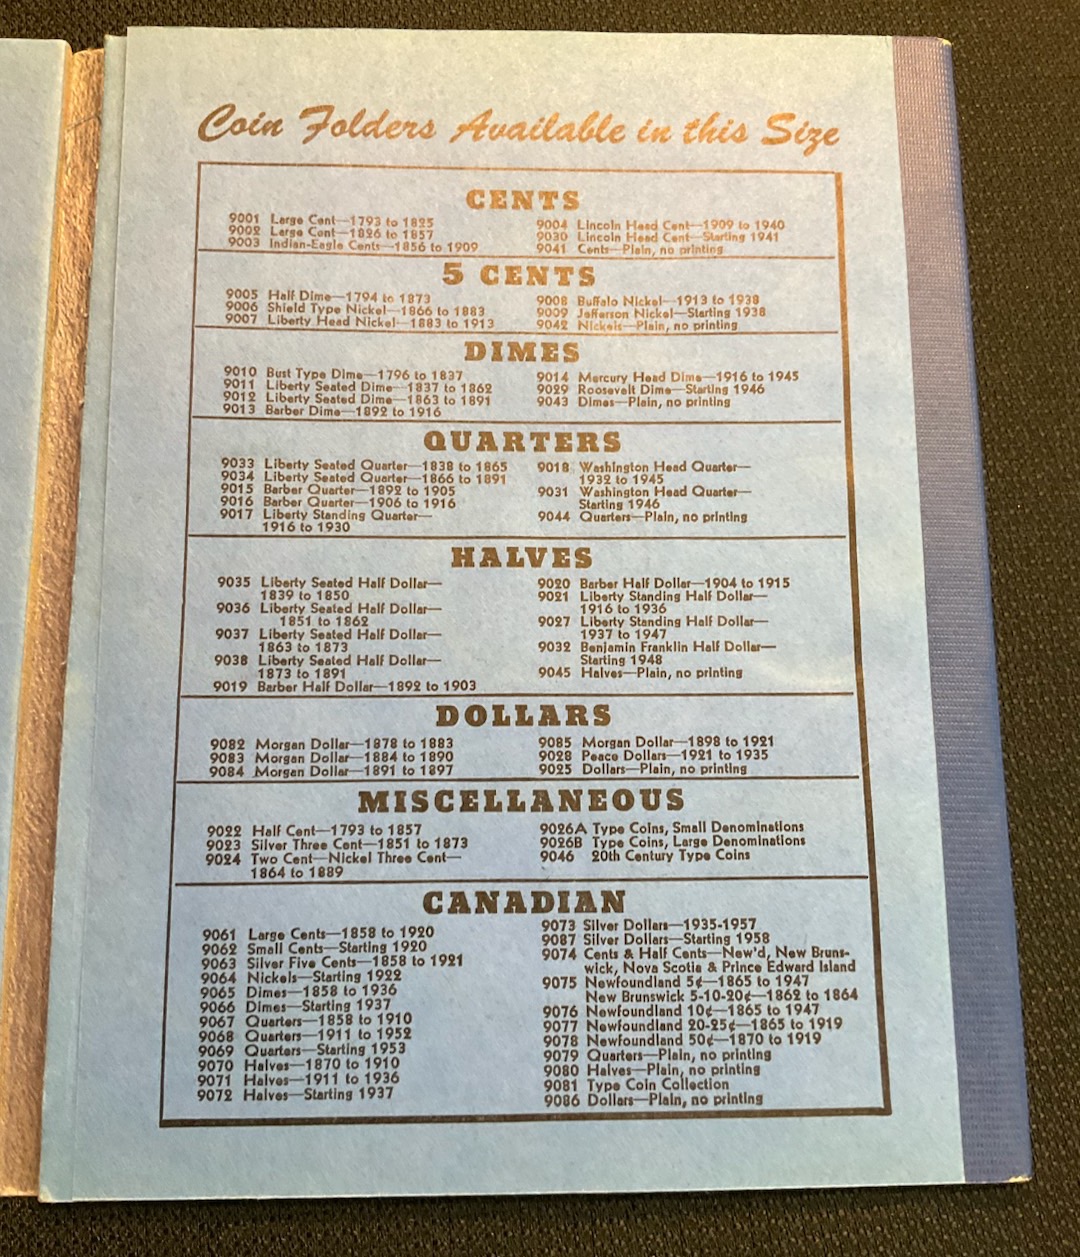 Coin Folders Available in this Size
CENTS
9001 Large Cent—1793 to 1825
9002 Large Cent—1826 to 1857
9003 Indian-Eagle Cents—1856 to 1909
9004 Lincoln Head Cent—1909 to 1940
9030 Lincoln Head Cent—Starting 1941
9041 Cents—Plain, no printing
5 CENTS
9005 Half Dime—1794 to 1873
9006 Shield Type Nickel—1866 to 1883
9007 Liberty Head Nickel—1883 to 1913
9008 Buffalo Nickel—1913 to 1938
9009 Jefferson Nickel—Starting 1938
9042 Nickels—Plain, no printing
DIMES
9010 Bust Type Dime—1796 to 1837
9011 Liberty Seated Dime—1837 to 1862
9012 Liberty Seated Dime—1863 to 1891
9013 Barber Dime—1892 to 1916
9014 Mercury Head Dime—1916 to 1945
9029 Roosevelt Dime—Starting 1946
9043 Dimes—Plain, no printing
QUARTERS
9033 Liberty Seated Quarter—1838 to 1865
9034 Liberty Seated Quarter—1866 to 1891
9015 Barber Quarter—1892 to 1905
9016 Barber Quarter—1906 to 1916
9017 Liberty Standing Quarter—
1916 to 1930
9018 Washington Head Quarter—
1932 to 1945
9031 Washington Head Quarter—
Starting 1946
9044 Quarters—Plain, no printing
HALVES
9035 Liberty Seated Half Dollar—
1839 to 1850
9036 Liberty Seated Half Dollar—
1851 to 1862
9037 Liberty Seated Half Dollar—
1863 to 1873
9038 Liberty Seated Half Dollar—
1873 to 1891
9019 Barber Half Dollar—1892 to 1903
9020 Barber Half Dollar—1904 to 1915
9021 Liberty Standing Half Dollar—
1916 to 1936
9027 Liberty Standing Half Dollar—
1937 to 1947
9032 Benjamin Franklin Half Dollar—
Starting 1948
9045 Halves—Plain, no printing
DOLLARS
9082 Morgan Dollar—1878 to 1883
9083 Morgan Dollar—1884 to 1890
9084 Morgan Dollar—1891 to 1897
9085 Morgan Dollar—1898 to 1921
9028 Peace Dollars—1921 to 1935
9025 Dollars—Plain, no printing
MISCELLANEOUS
9022 Half Cent—1793 to 1857
9023 Silver Three Cent—1851 to 1873
9024 Two Cent—Nickel Three Cent—
1864 to 1889
9026A Type Coins, Small Denominations
9026B Type Coins, Large Denominations
9046 20th Century Type Coins
CANADIAN
9061 Large Cents—1858 to 1920
9062 Small Cents—Starting 1920
9063 Silver Five Cents—1858 to 1921
9064 Nickels—Starting 1922
9065 Dimes—1858 to 1936
9066 Dimes—Starting 1937
9067 Quarters—1858 to 1910
9068 Quarters—1911 to 1952
9069 Quarters—Starting 1953
9070 Halves—1870 to 1910
9071 Halves—1911 to 1936
9072 Halves—Starting 1937
9073 Silver Dollars—1935-1957
9087 Silver Dollars—Starting 1958
9074 Cents & Half Cents—New'd, New Bruns-
wick, Nova Scotia & Prince Edward Island
9075 Newfoundland 5¢—1865 to 1947
New Brunswick 5-10-20¢—1862 to 1864
9076 Newfoundland 10¢—1865 to 1947
9077 Newfoundland 20-25¢—1865 to 1919
9078 Newfoundland 50¢—1870 to 1919
9079 Quarters—Plain, no printing
9080 Halves—Plain, no printing
9081 Type Coin Collection
9086 Dollars—Plain, no printing